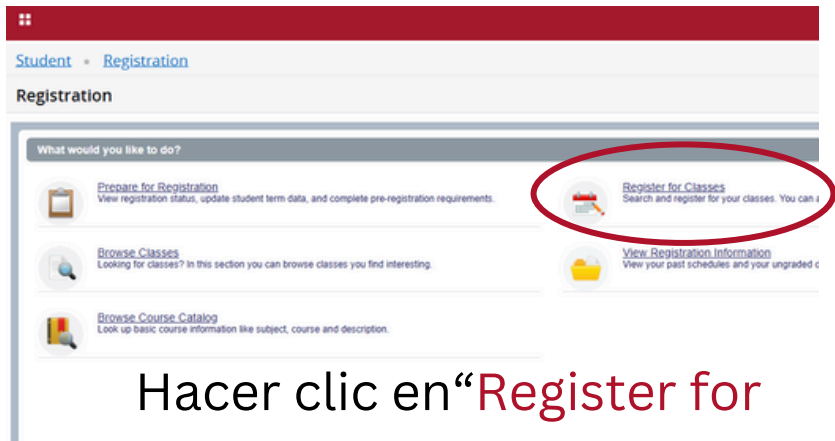 Student • Registration
Registration
What would you like to do?
Prepare for Registration
View registration status, update student term data, and complete pre-registration requirements.
Register for Classes
Search and register for your classes. You can a
Browse Classes
Looking for classes? In this section you can browse classes you find interesting.
View Registration Information
View your past schedules and your ungraded c
Browse Course Catalog
Look up basic course information like subject, course and description.
Hacer clic en“Register for